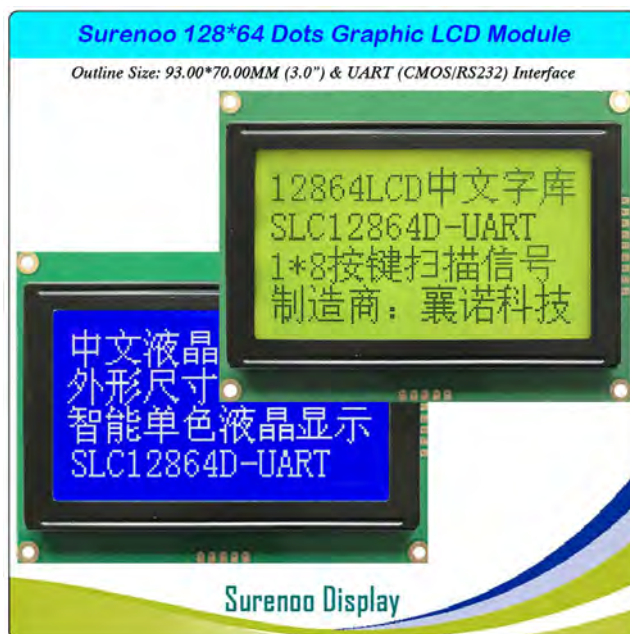 Surenoo 128*64 Dots Graphic LCD Module
Outline Size: 93.00*70.00MM (3.0") & UART (CMOS/RS232) Interface
12864LCD中文字库
SLC12864D-UART
1*8按键扫描信号
制造商：襄诺科技
中文液晶
外形尺寸
智能单色液晶显示
SLC12864D-UART
Surenoo Display